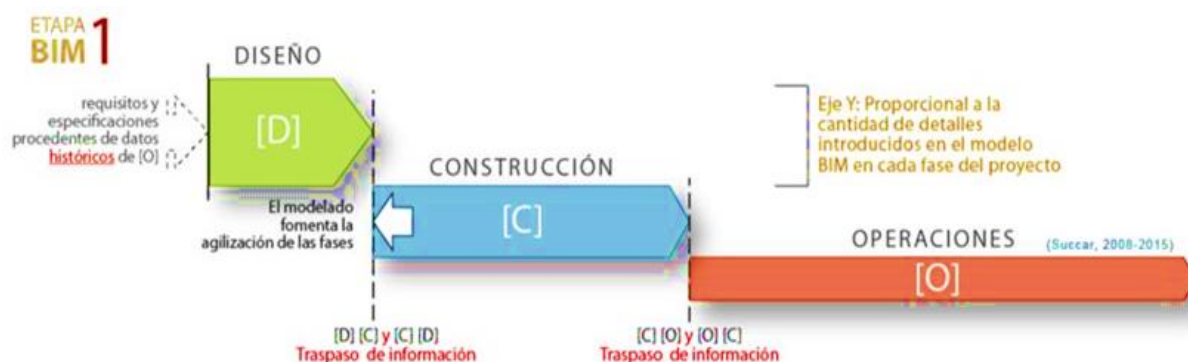 ETAPA
BIM 1
DISEÑO
requisitos y
especificaciones
procedentes de datos
históricos de [O]
[D]
Eje Y: Proporcional a la
cantidad de detalles
introducidos en el modelo
BIM en cada fase del proyecto
CONSTRUCCIÓN
El modelado
fomenta la
agilización de las fases
[C]
OPERACIONES
(Succar, 2008-2015)
[O]
[D] [C] y [C] [D]
Traspaso de información
[C] [O] y [O] [C]
Traspaso de información